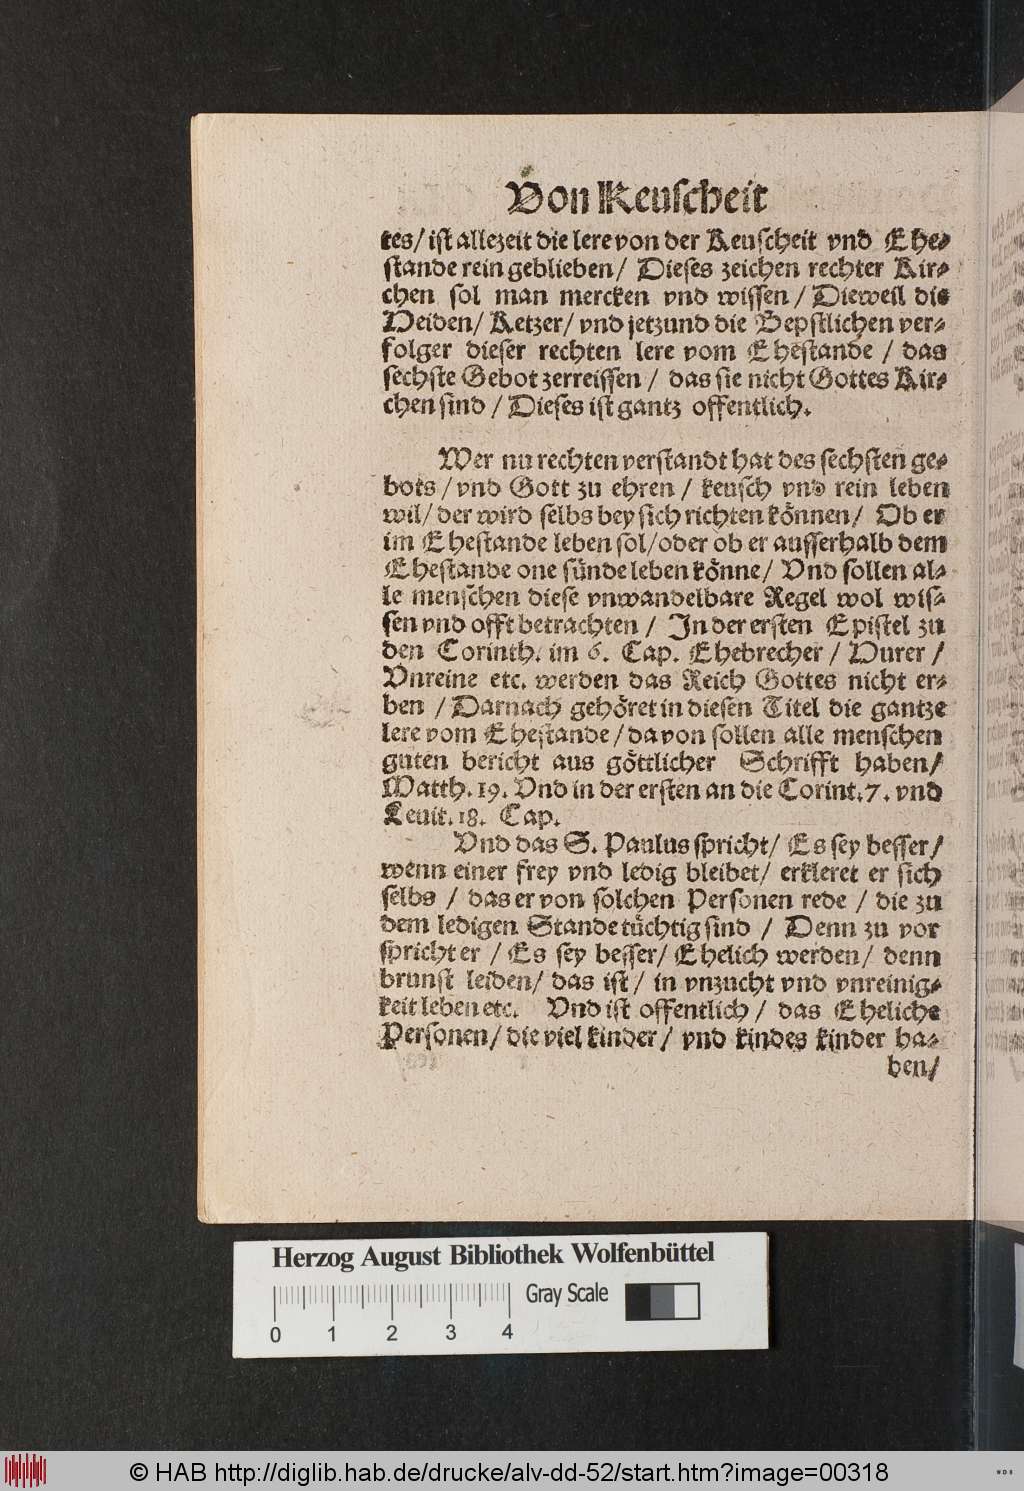 Von Keuscheit
tes/ ist allezeit die lere von der Keuscheit vnd Ehe-
stande rein geblieben/ Dieses zeichen rechter Kir-
chen sol man mercken vnd wissen/ Dieweil die
Heiden/ Ketzer/ vnd jetzund die Bepstlichen ver-
folger dieser rechten lere vom Ehestande / das
sechste Gebot zerreissen / das sie nicht Gottes Kir-
chen sind / Dieses ist gantz offentlich.
Wer nu rechten verstandt hat des sechsten ge-
bots / vnd Gott zu ehren / keusch vnd rein leben
wil/ der wird selbs bey sich richten können/ Ob er
im Ehestande leben sol/oder ob er ausserhalb dem
Ehestande one sünde leben könne/ Vnd sollen al-
le menschen diese vnwandelbare Regel wol wis-
sen vnd offt betrachten / In der ersten Epistel zu
den Corinth. im 6. Cap. Ehebrecher / Hurer /
Vnreine etc. werden das Reich Gottes nicht er-
ben / Darnach gehöret in diesen Titel die gantze
lere vom Ehestande/ davon sollen alle menschen
guten bericht aus göttlicher Schrifft haben/
Matth. 19. Vnd in der ersten an die Corint. 7. vnd
Leuit. 18. Cap.
Vnd das S. Paulus spricht/ Es sey besser/
wenn einer frey vnd ledig bleibet/ erkleret er sich
selbs / das er von solchen Personen rede / die zu
dem ledigen Stande tüchtig sind / Denn zu vor
spricht er / Es sey besser/ Ehelich werden/ denn
brunst leiden/ das ist / in vnzucht vnd vnreinig-
keit leben etc. Vnd ist offentlich / das Eheliche
Personen/ die viel kinder/ vnd kindes kinder ha-
ben/
Herzog August Bibliothek Wolfenbüttel
Gray Scale
0 1 2 3 4
© HAB http://diglib.hab.de/drucke/alv-dd-52/start.htm?image=00318